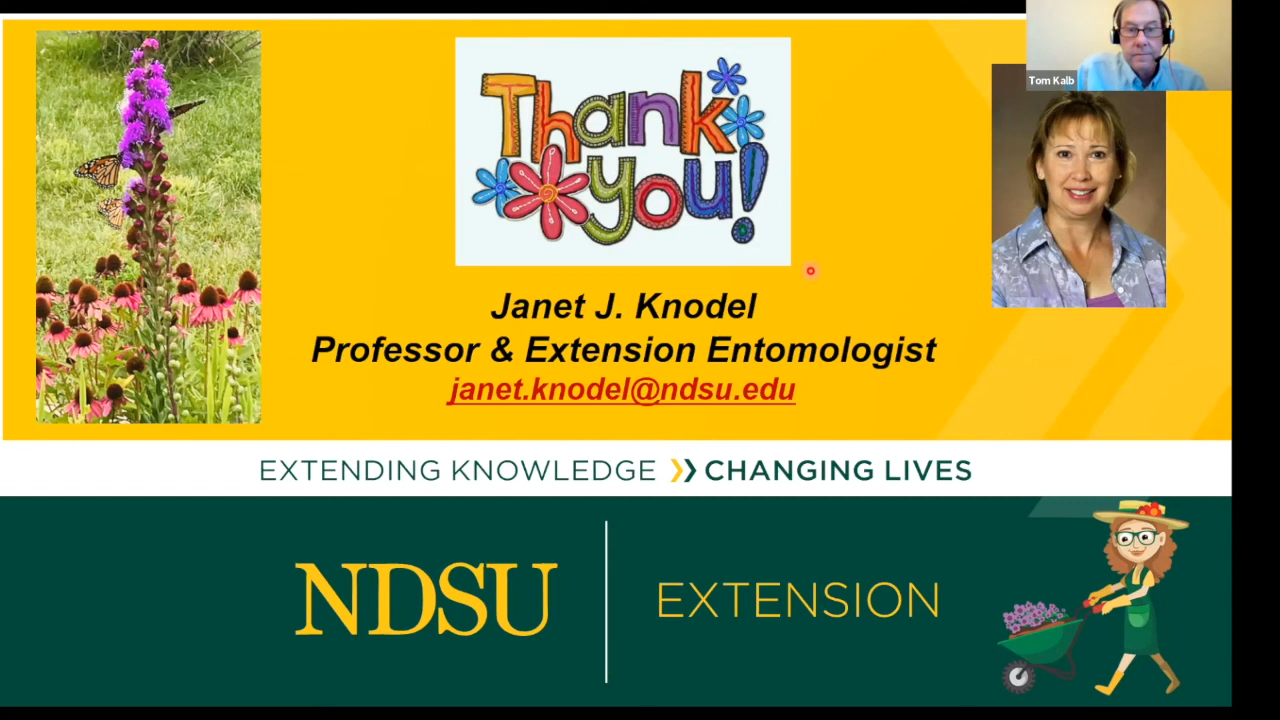 Tom Kalb
Thank
you!
Janet J. Knodel
Professor & Extension Entomologist
janet.knodel@ndsu.edu
EXTENDING KNOWLEDGE CHANGING LIVES
NDSU
EXTENSION